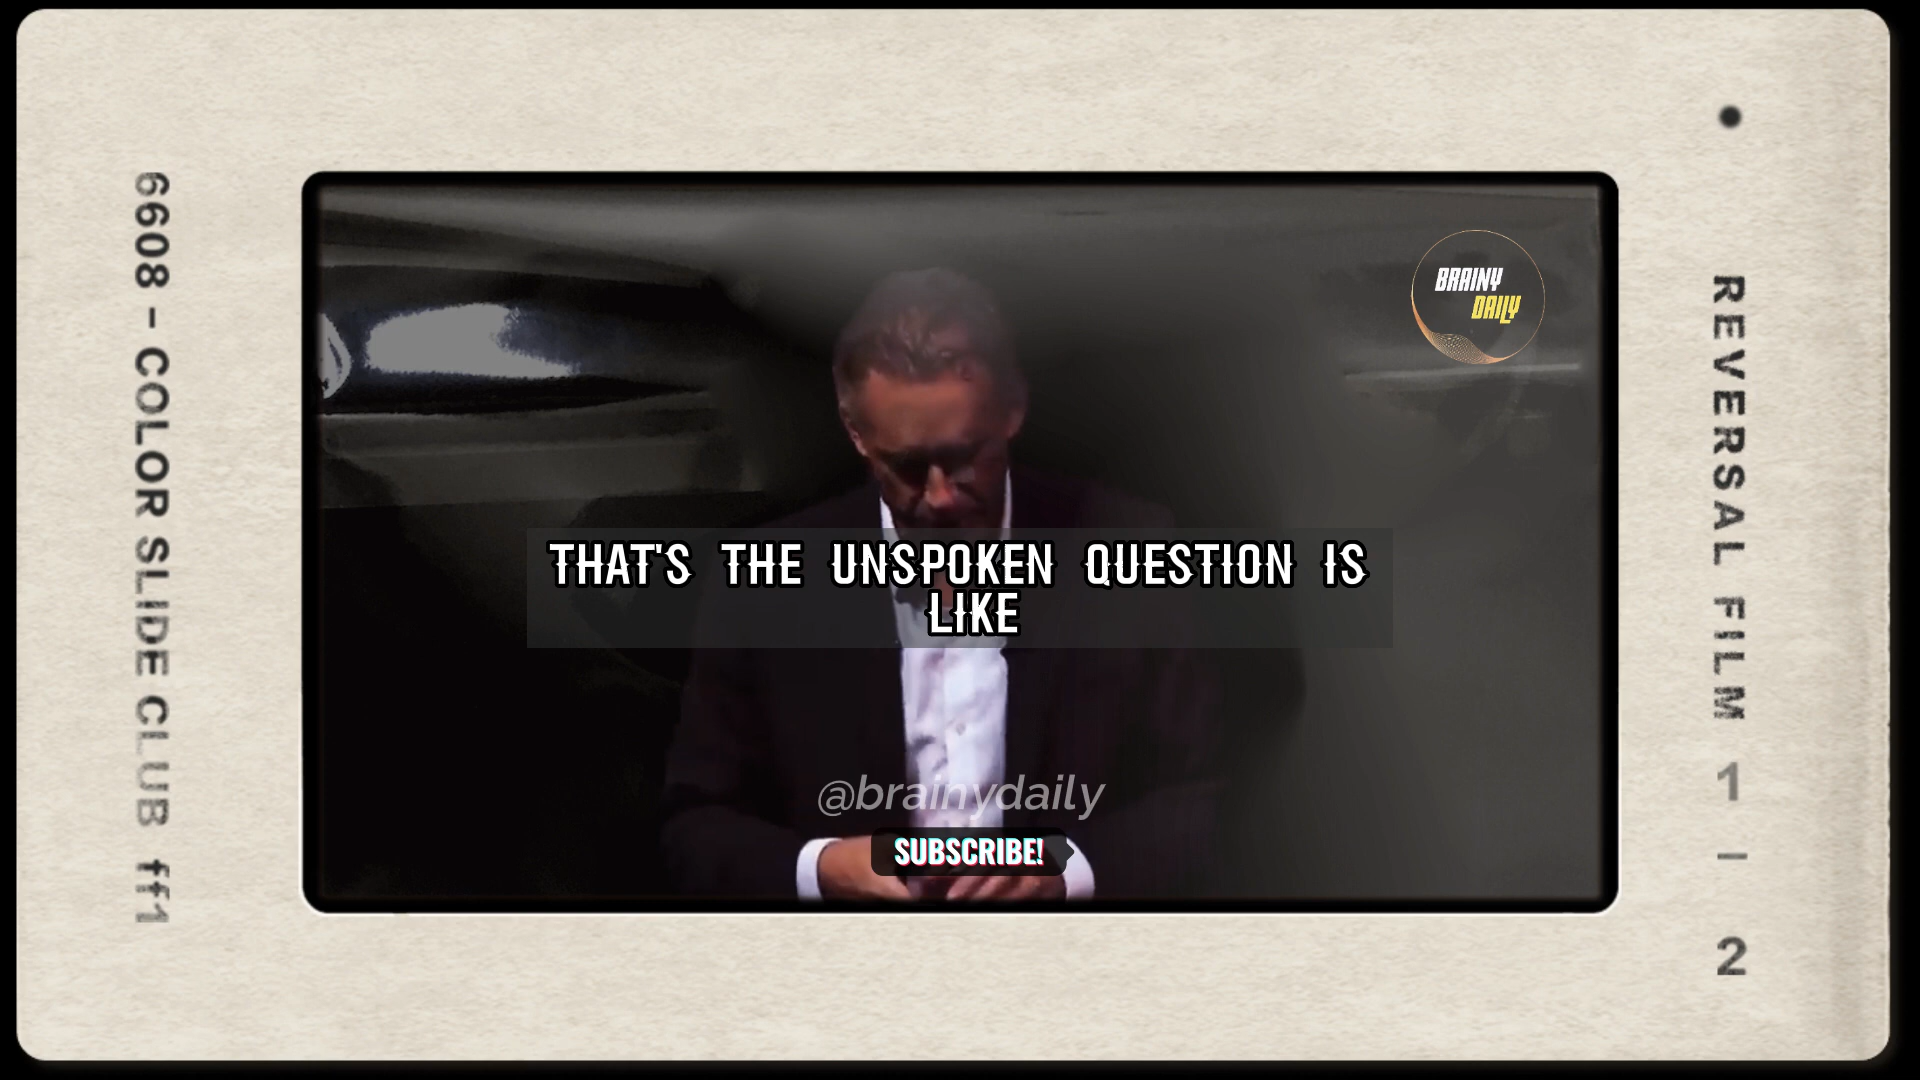 6608 - COLOR SLIDE CLUB ff1
BRAINY
DAILY
THAT'S THE UNSPOKEN QUESTION IS
LIKE
@brainydaily
SUBSCRIBE!
REVERSAL FILM 1 - 2